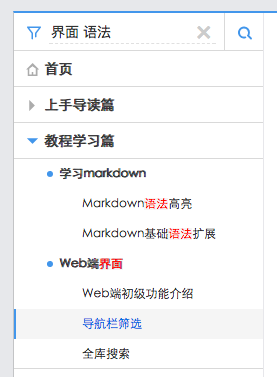 界面 语法
首页
上手导读篇
教程学习篇
学习markdown
Markdown语法高亮
Markdown基础语法扩展
Web端界面
Web端初级功能介绍
导航栏筛选
全库搜索